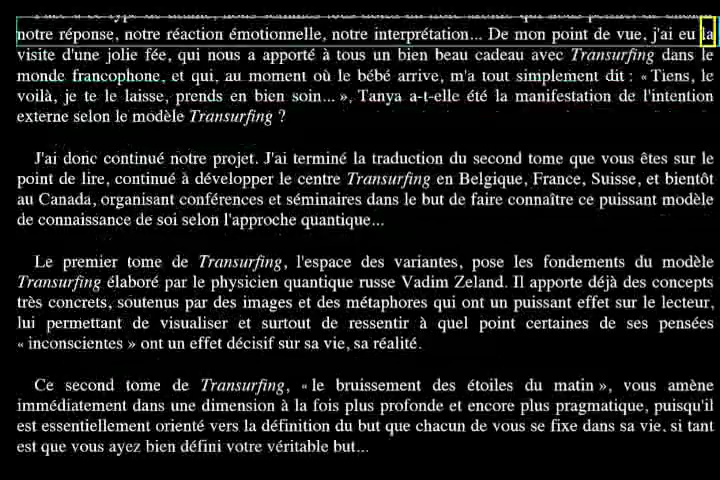 notre réponse, notre réaction émotionnelle, notre interprétation... De mon point de vue, j'ai eu la
visite d'une jolie fée, qui nous a apporté à tous un bien beau cadeau avec Transurfing dans le
monde francophone, et qui, au moment où le bébé arrive, m'a tout simplement dit : « Tiens, le
voilà, je te le laisse, prends en bien soin... », Tanya a-t-elle été la manifestation de l'intention
externe selon le modèle Transurfing ?
J'ai donc continué notre projet. J'ai terminé la traduction du second tome que vous êtes sur le
point de lire, continué à développer le centre Transurfing en Belgique, France, Suisse, et bientôt
au Canada, organisant conférences et séminaires dans le but de faire connaître ce puissant modèle
de connaissance de soi selon l'approche quantique...
Le premier tome de Transurfing, l'espace des variantes, pose les fondements du modèle
Transurfing élaboré par le physicien quantique russe Vadim Zeland. Il apporte déjà des concepts
très concrets, soutenus par des images et des métaphores qui ont un puissant effet sur le lecteur,
lui permettant de visualiser et surtout de ressentir à quel point certaines de ses pensées
« inconscientes » ont un effet décisif sur sa vie, sa réalité.
Ce second tome de Transurfing, « le bruissement des étoiles du matin », vous amène
immédiatement dans une dimension à la fois plus profonde et encore plus pragmatique, puisqu'il
est essentiellement orienté vers la définition du but que chacun de vous se fixe dans sa vie, si tant
est que vous ayez bien défini votre véritable but...